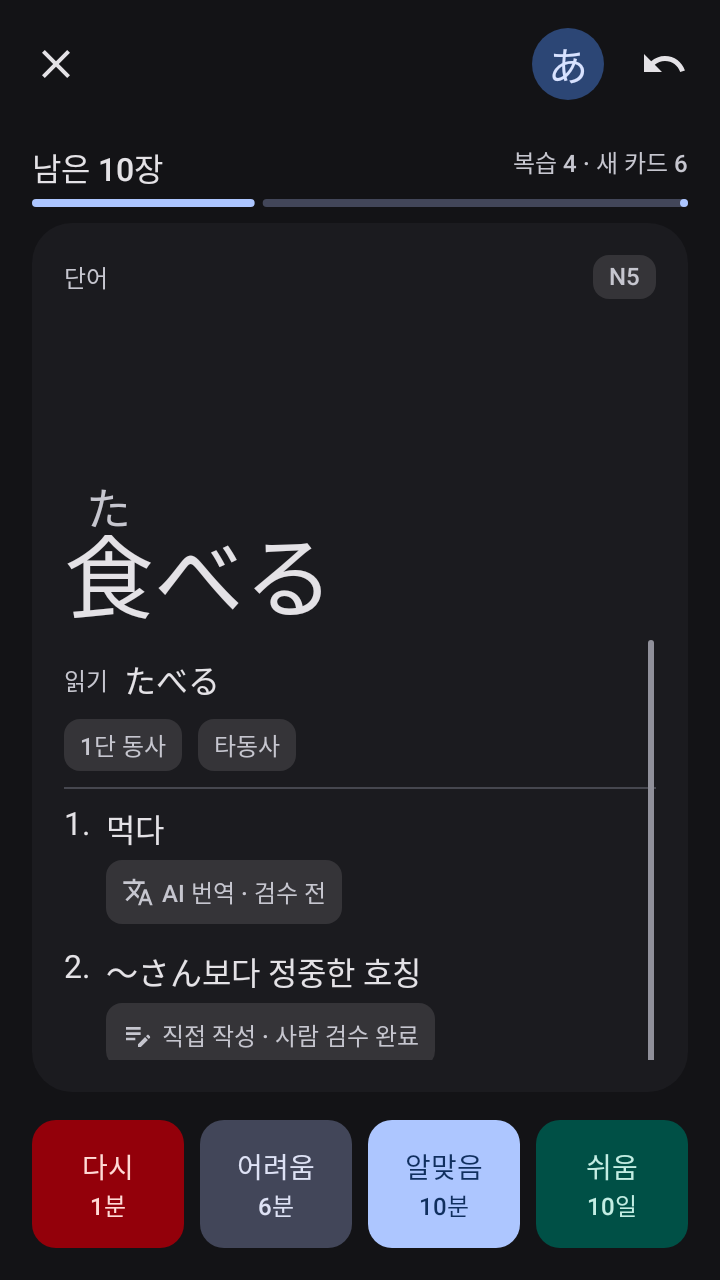 あ
남은 10장
복습 4 · 새 카드 6
단어
N5
た
食べる
읽기 たべる
1단 동사
타동사
1. 먹다
AI 번역 · 검수 전
2. 〜さん보다 정중한 호칭
직접 작성 · 사람 검수 완료
다시
1분
어려움
6분
알맞음
10분
쉬움
10일